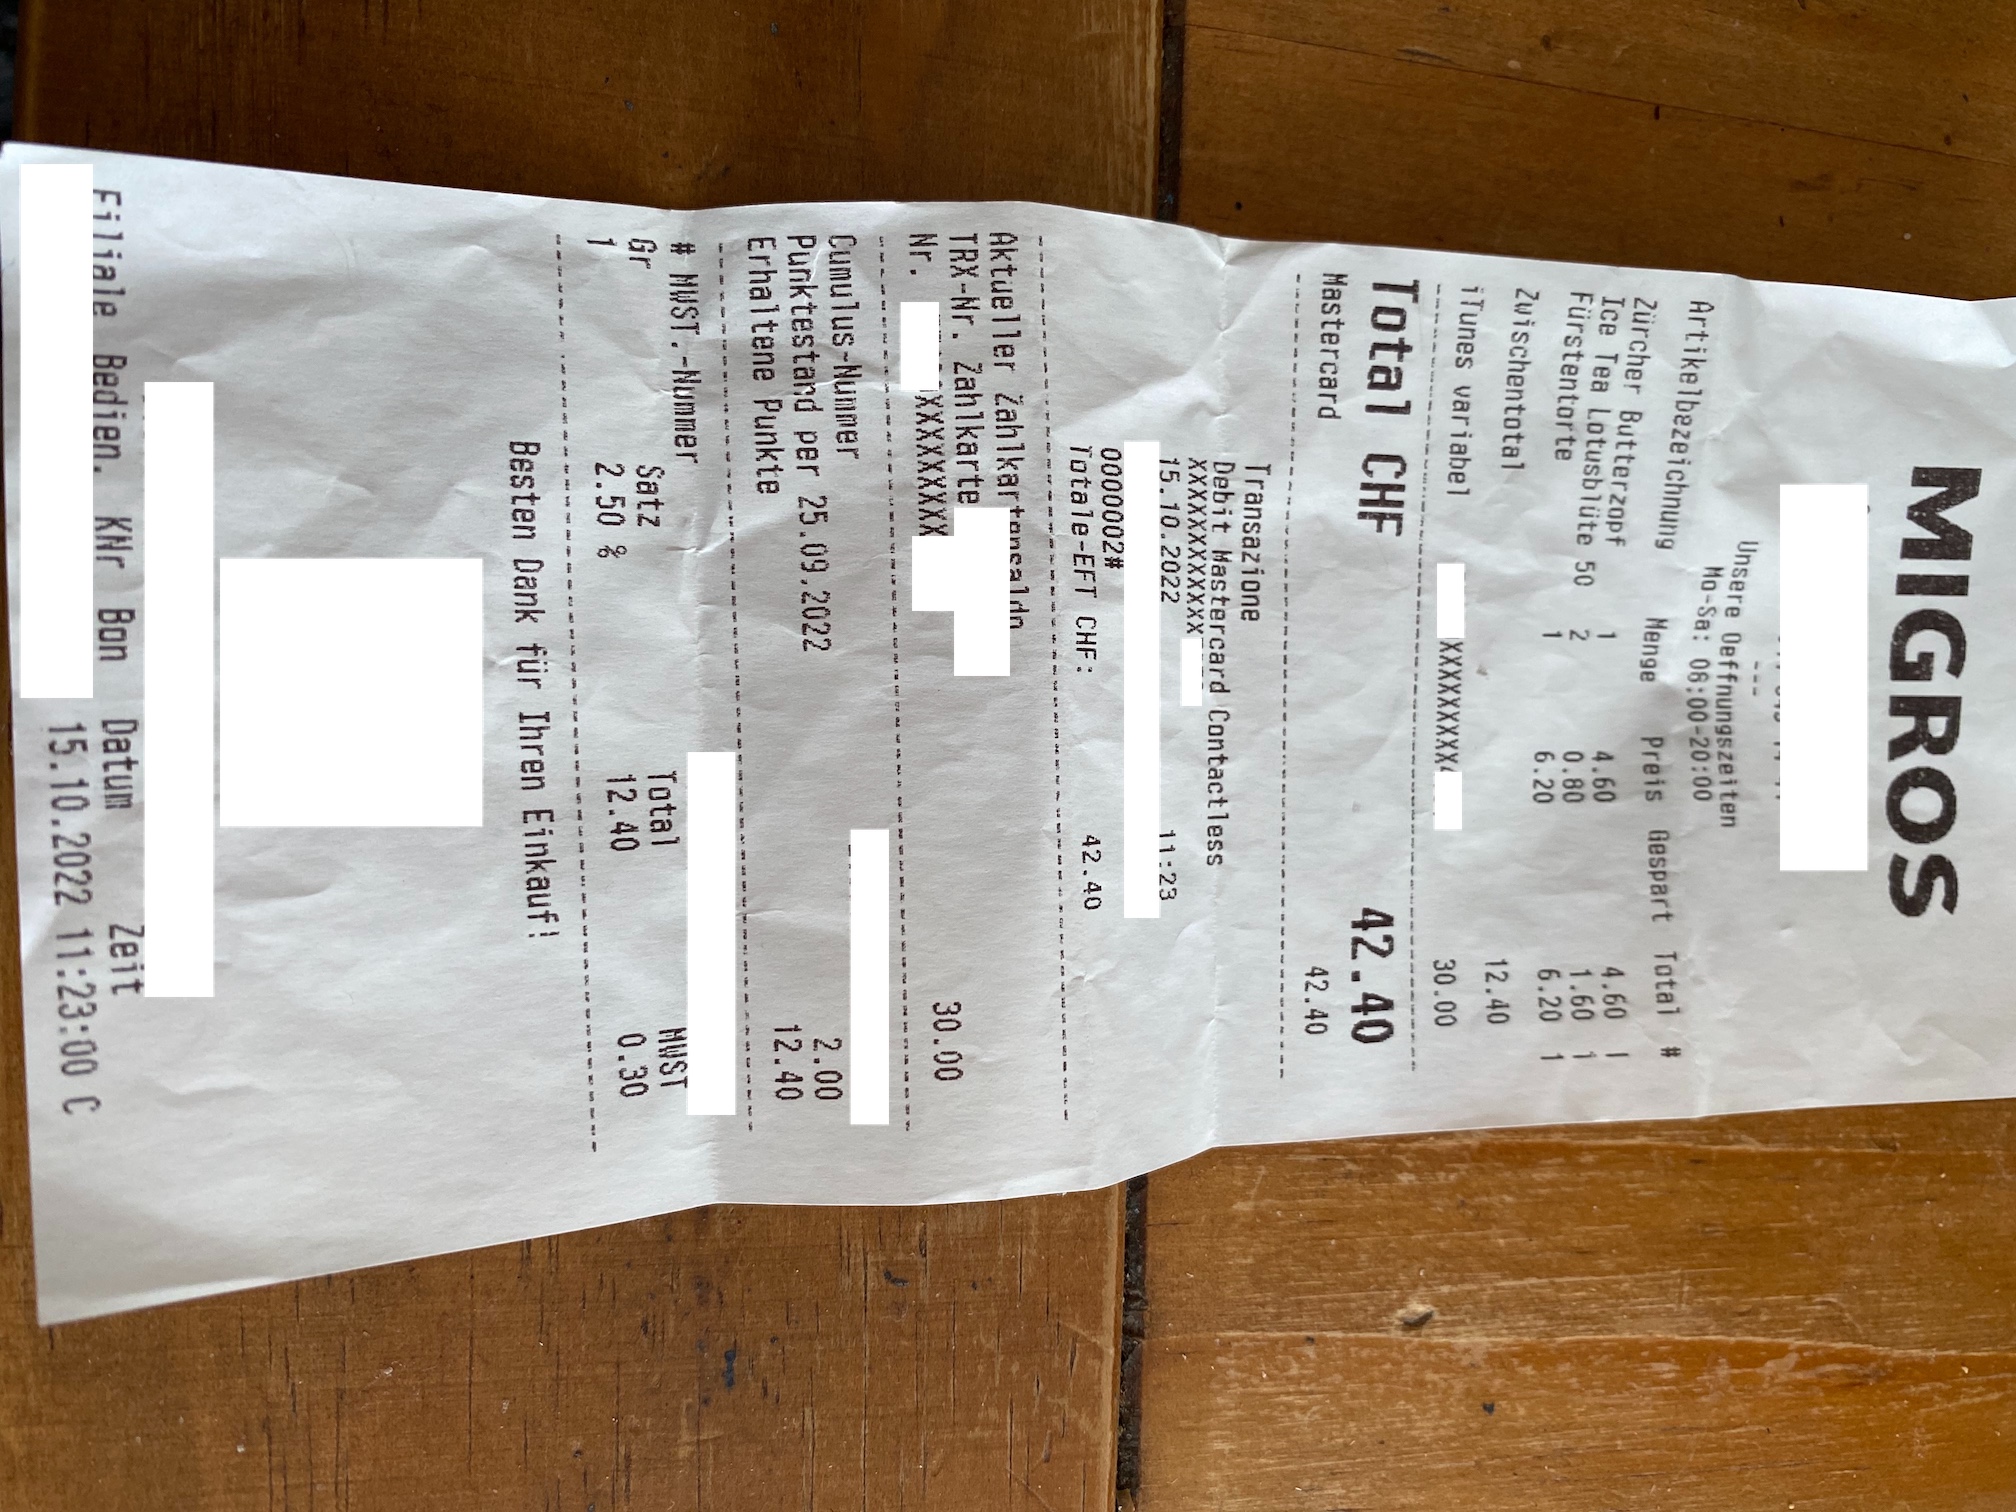 MIGROS
Unsere Oeffnungszeiten
Mo-Sa: 08:00-20:00
Artikelbezeichnung Menge Preis Gespart Total #
Zürcher Butterzopf 1 4.60 4.60 1
Ice Tea Lotusblüte 50 2 0.80 1.60 1
Fürstentorte 1 6.20 6.20 1
Zwischentotal 12.40
iTunes variabel XXXXXXXXX 30.00
Total CHF 42.40
Mastercard 42.40
Transazione
Debit Mastercard Contactless
XXXXXXXXXXXX
15.10.2022 11:23
0000002#
Totale-EFT CHF: 42.40
Aktueller Zahlkartensaldo
TRX-Nr. Zahlkarte
Nr. XXXXXXXXX 30.00
Cumulus-Nummer
Punktestand per 25.09.2022 2.00
Erhaltene Punkte 12.40
# MWST.-Nummer
Gr Satz Total MWST
1 2.50 % 12.40 0.30
Besten Dank für Ihren Einkauf!
Filiale Bedien. KNr Bon Datum Zeit
15.10.2022 11:23:00 C